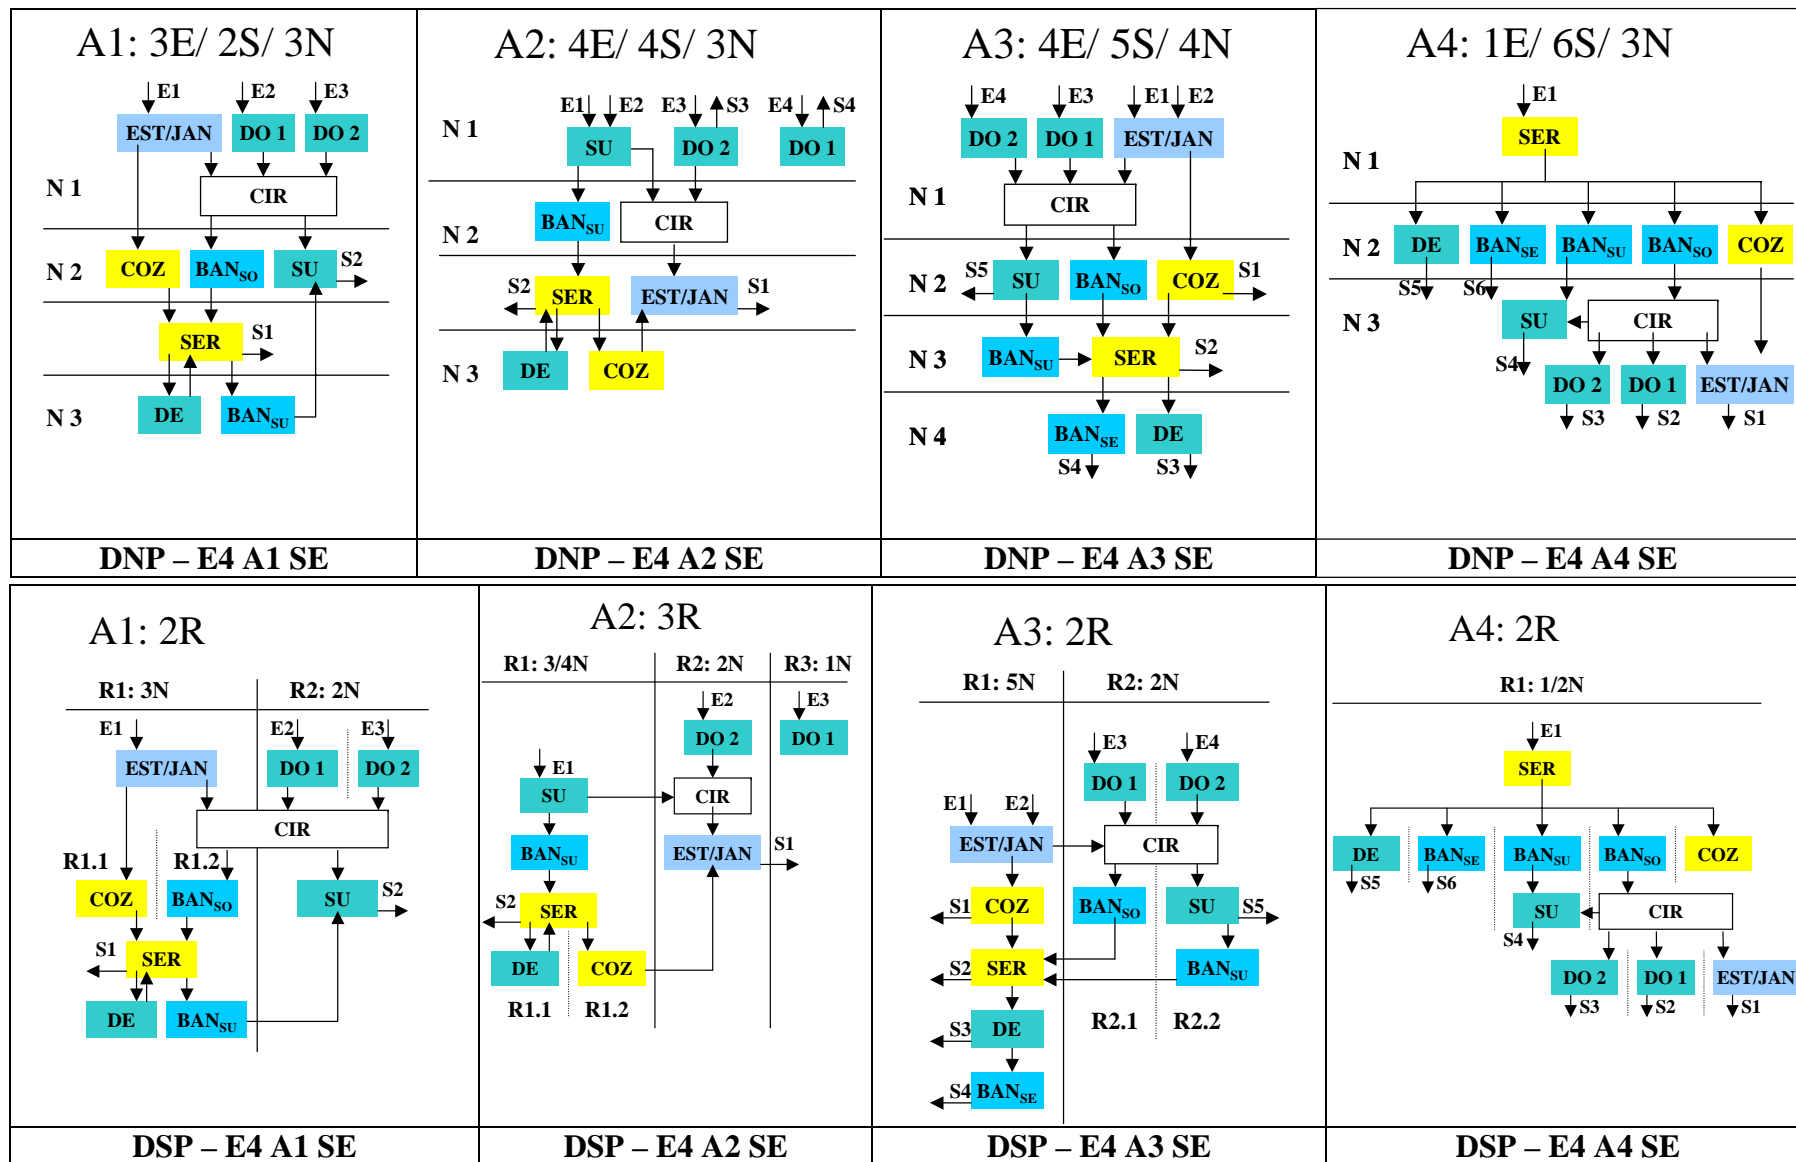 A1: 3E/ 2S/ 3N
E1 E2 E3
EST/JAN DO 1 DO 2
N 1 CIR
N 2 COZ BANSO SU S2
SER S1
N 3 DE BANSU
DNP – E4 A1 SE
A2: 4E/ 4S/ 3N
E1 E2 E3 S3 E4 S4
N 1 SU DO 2 DO 1
N 2 BANSU CIR
S2 SER EST/JAN S1
N 3 DE COZ
DNP – E4 A2 SE
A3: 4E/ 5S/ 4N
E4 E3 E1 E2
DO 2 DO 1 EST/JAN
N 1 CIR
N 2 S5 SU BANSO COZ S1
N 3 BANSU SER S2
N 4 BANSE DE
S4 S3
DNP – E4 A3 SE
A4: 1E/ 6S/ 3N
E1
SER
N 1
N 2 DE BANSE BANSU BANSO COZ
S5 S6
N 3 SU CIR
S4
DO 2 DO 1 EST/JAN
S3 S2 S1
DNP – E4 A4 SE
A1: 2R
R1: 3N R2: 2N
E1 E2 E3
EST/JAN DO 1 DO 2
CIR
R1.1 R1.2
COZ BANSO SU S2
S1 SER
DE BANSU
DSP – E4 A1 SE
A2: 3R
R1: 3/4N R2: 2N R3: 1N
E2 E3
DO 2 DO 1
E1
SU CIR
BANSU EST/JAN S1
S2 SER
DE COZ
R1.1 R1.2
DSP – E4 A2 SE
A3: 2R
R1: 5N R2: 2N
E3 E4
DO 1 DO 2
E1 E2
EST/JAN CIR
S1 COZ BANSO SU S5
S2 SER BANSU
S3 DE R2.1 R2.2
S4 BANSE
DSP – E4 A3 SE
A4: 2R
R1: 1/2N
E1
SER
DE BANSE BANSU BANSO COZ
S5 S6
SU CIR
S4
DO 2 DO 1 EST/JAN
S3 S2 S1
DSP – E4 A4 SE